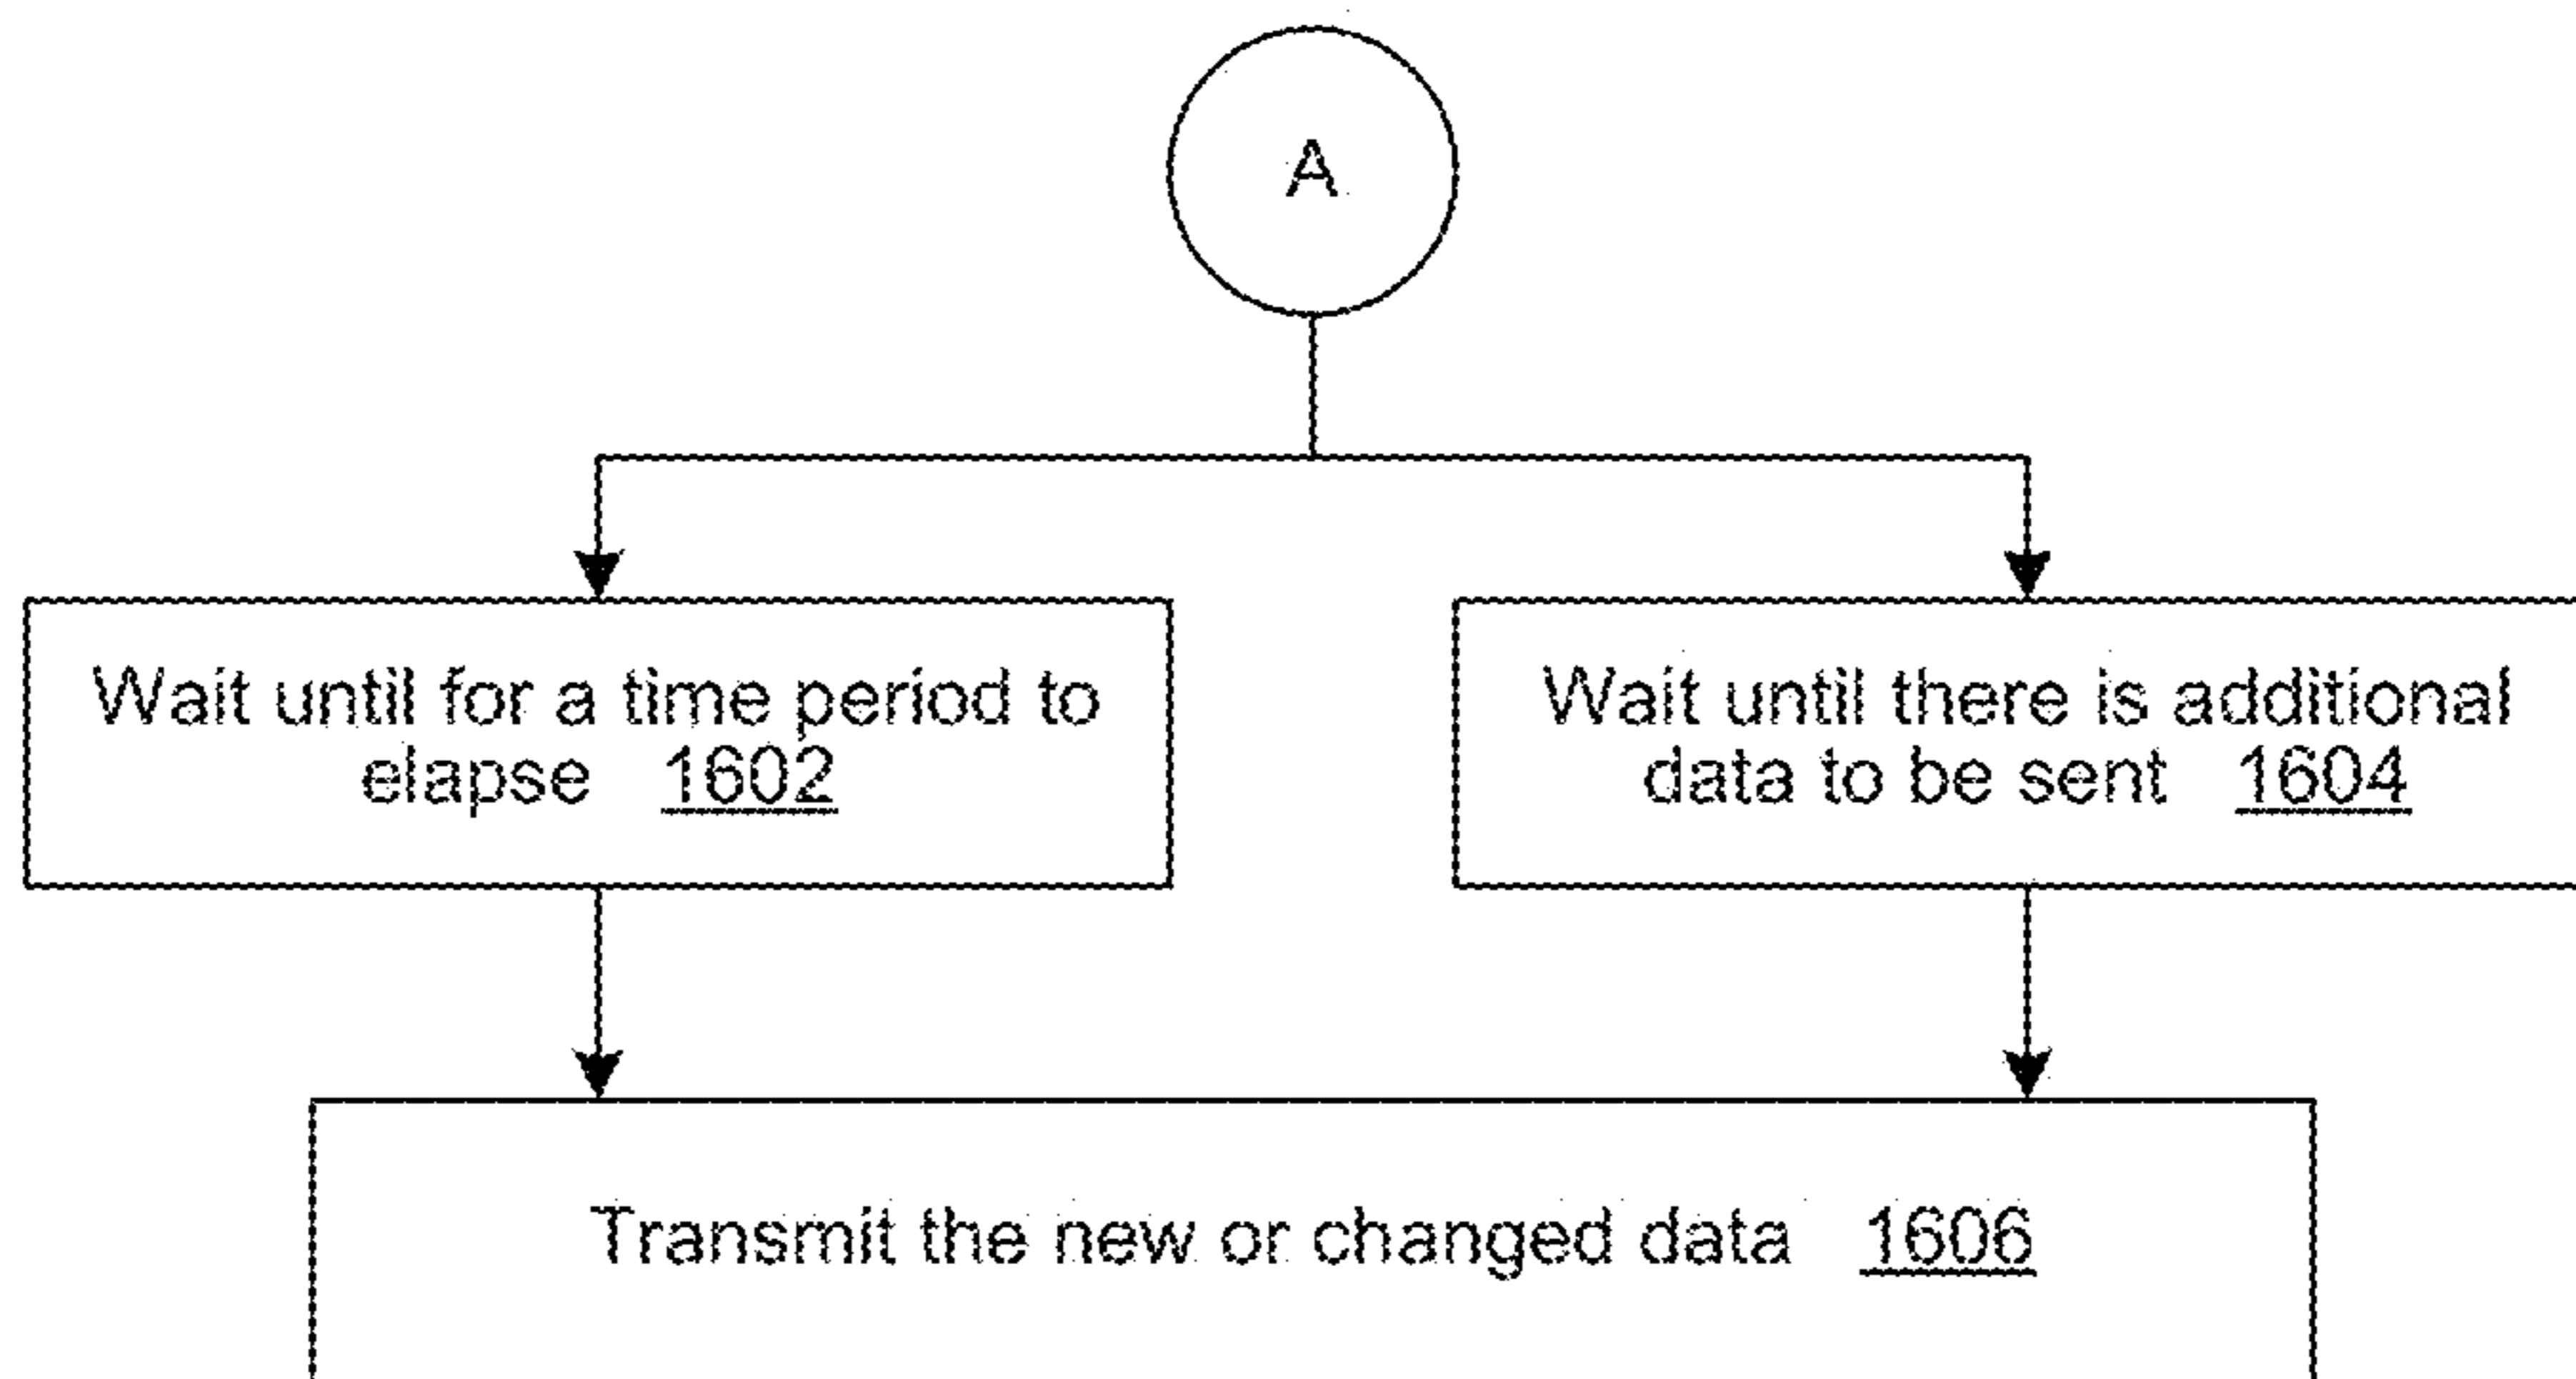 A
Wait until for a time period to
elapse 1602
Wait until there is additional
data to be sent 1604
Transmit the new or changed data 1606